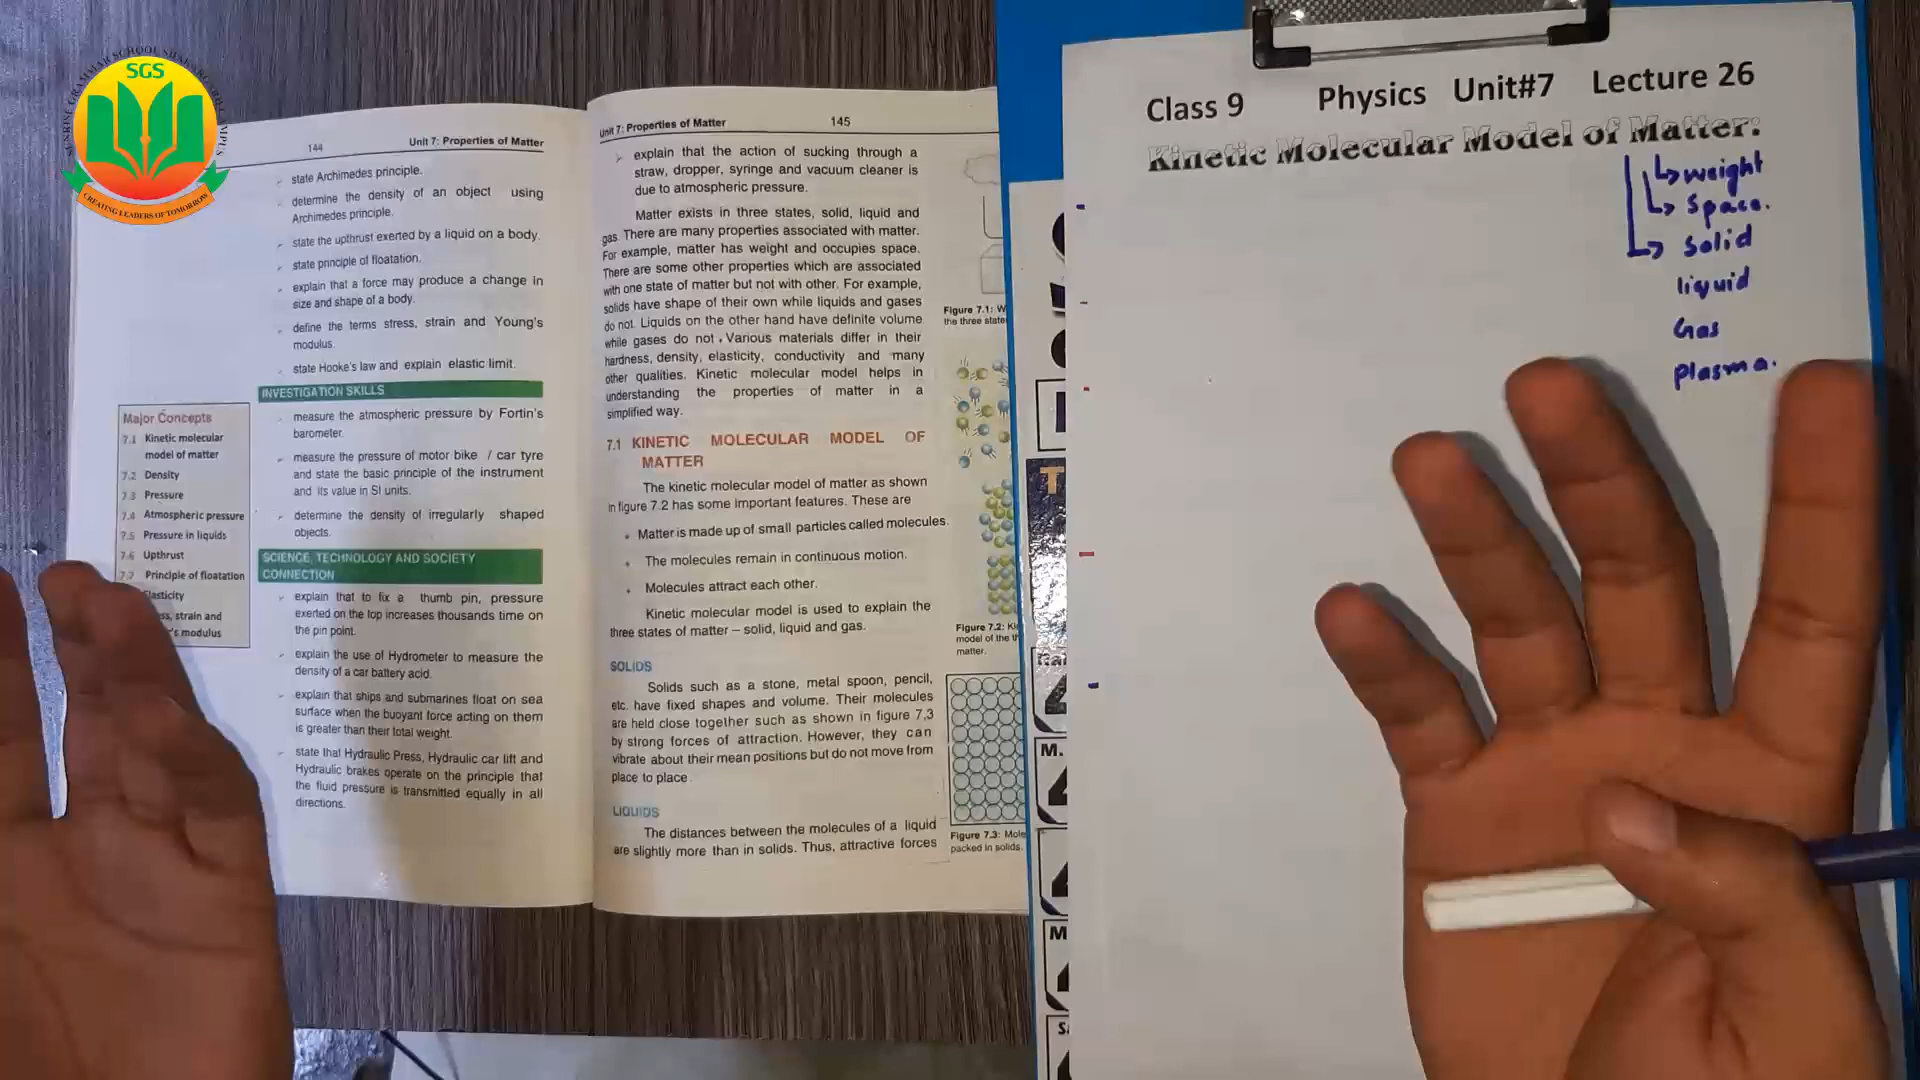 SUNRISE GRAMMAR SCHOOL SHAKARGARH CAMPUS
SGS
CREATING LEADERS OF TOMORROW
144
Unit 7: Properties of Matter
state Archimedes principle.
determine the density of an object using
Archimedes principle.
state the upthrust exerted by a liquid on a body.
state principle of floatation.
explain that a force may produce a change in
size and shape of a body.
define the terms stress, strain and Young's
modulus.
state Hooke's law and explain elastic limit.
INVESTIGATION SKILLS
measure the atmospheric pressure by Fortin's
barometer.
measure the pressure of motor bike / car tyre
and state the basic principle of the instrument
and its value in SI units.
determine the density of irregularly shaped
objects.
SCIENCE, TECHNOLOGY AND SOCIETY
CONNECTION
explain that to fix a thumb pin, pressure
exerted on the top increases thousands time on
the pin point.
explain the use of Hydrometer to measure the
density of a car battery acid.
explain that ships and submarines float on sea
surface when the buoyant force acting on them
is greater than their total weight.
state that Hydraulic Press, Hydraulic car lift and
Hydraulic brakes operate on the principle that
the fluid pressure is transmitted equally in all
directions.
Major Concepts
7.1 Kinetic molecular
model of matter
7.2 Density
7.3 Pressure
7.4 Atmospheric pressure
7.5 Pressure in liquids
7.6 Upthrust
7.7 Principle of floatation
lasticity
ss, strain and
's modulus
Unit 7: Properties of Matter
145
explain that the action of sucking through a
straw, dropper, syringe and vacuum cleaner is
due to atmospheric pressure.
Matter exists in three states, solid, liquid and
gas. There are many properties associated with matter.
For example, matter has weight and occupies space.
There are some other properties which are associated
with one state of matter but not with other. For example,
solids have shape of their own while liquids and gases
do not. Liquids on the other hand have definite volume
while gases do not. Various materials differ in their
hardness, density, elasticity, conductivity and many
other qualities. Kinetic molecular model helps in
understanding the properties of matter in a
simplified way.
7.1 KINETIC MOLECULAR MODEL OF
MATTER
The kinetic molecular model of matter as shown
in figure 7.2 has some important features. These are
• Matter is made up of small particles called molecules.
• The molecules remain in continuous motion.
• Molecules attract each other.
Kinetic molecular model is used to explain the
three states of matter – solid, liquid and gas.
SOLIDS
Solids such as a stone, metal spoon, pencil,
etc. have fixed shapes and volume. Their molecules
are held close together such as shown in figure 7.3
by strong forces of attraction. However, they can
vibrate about their mean positions but do not move from
place to place.
LIQUIDS
The distances between the molecules of a liquid
are slightly more than in solids. Thus, attractive forces
Figure 7.1: W
the three state
Figure 7.2: Ki
model of the th
matter.
Figure 7.3: Mole
packed in solids.
T
M.
M
Class 9 Physics Unit#7 Lecture 26
Kinetic Molecular Model of Matter:
weight
Space.
Solid
liquid
Gas
plasma.